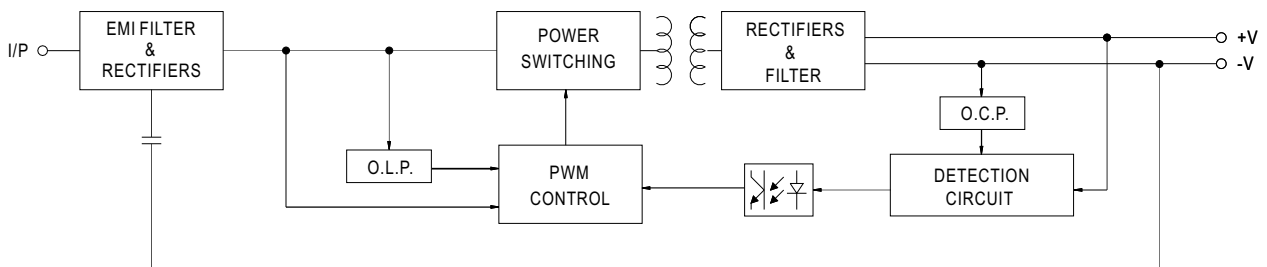 I/P
EMI FILTER
&
RECTIFIERS
POWER
SWITCHING
RECTIFIERS
&
FILTER
+V
-V
O.C.P.
O.L.P.
PWM
CONTROL
DETECTION
CIRCUIT